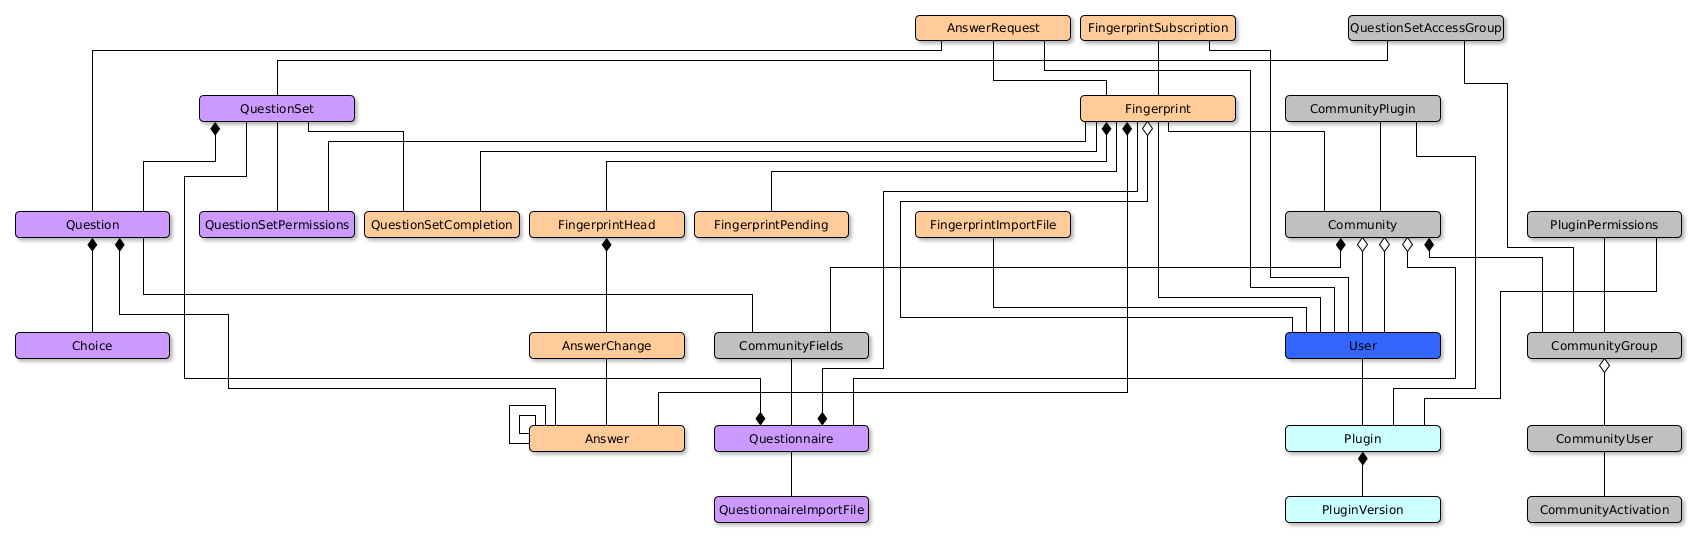 AnswerRequest
FingerprintSubscription
QuestionSetAccessGroup
QuestionSet
Fingerprint
CommunityPlugin
Question
QuestionSetPermissions
QuestionSetCompletion
FingerprintHead
FingerprintPending
FingerprintImportFile
Community
PluginPermissions
Choice
AnswerChange
CommunityFields
User
CommunityGroup
Answer
Questionnaire
Plugin
CommunityUser
QuestionnaireImportFile
PluginVersion
CommunityActivation